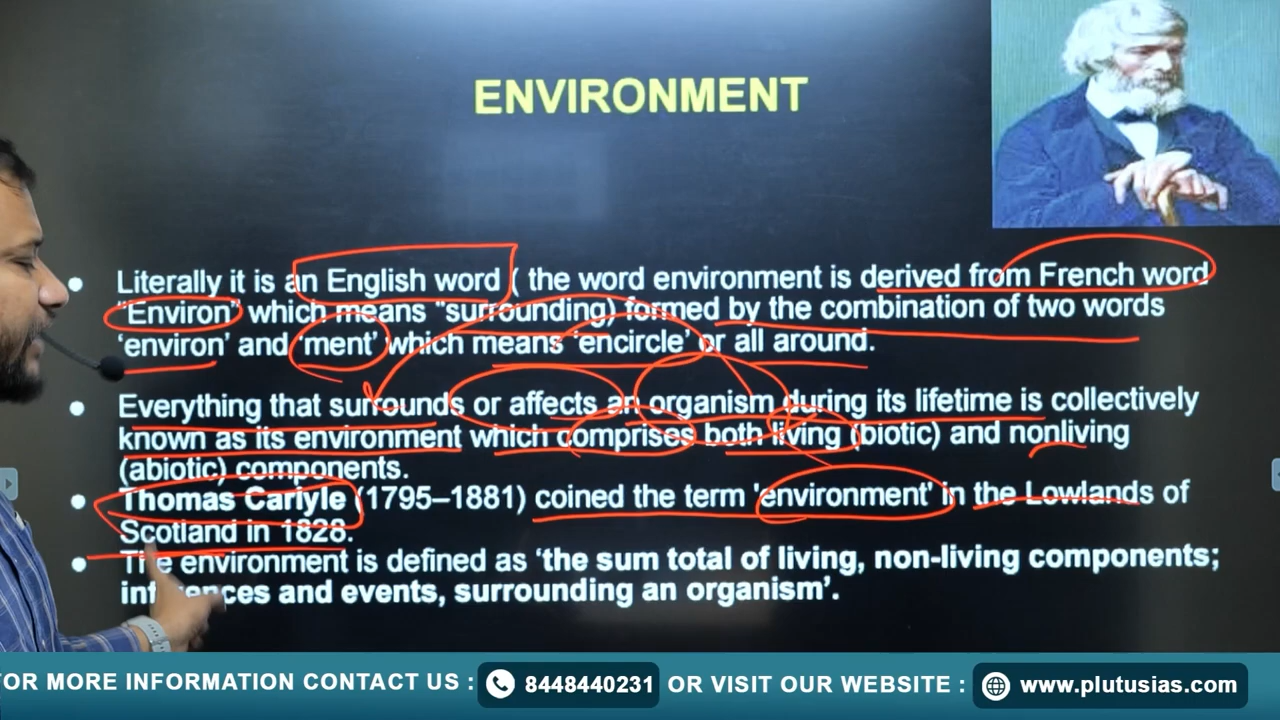 ENVIRONMENT
Literally it is an English word ( the word environment is derived from French word
"Environ" which means "surrounding) formed by the combination of two words
'environ' and 'ment' which means 'encircle' or all around.
Everything that surrounds or affects an organism during its lifetime is collectively
known as its environment which comprises both living (biotic) and nonliving
(abiotic) components.
Thomas Carlyle (1795–1881) coined the term 'environment' in the Lowlands of
Scotland in 1828.
The environment is defined as 'the sum total of living, non-living components;
and events, surrounding an organism'.
FOR MORE INFORMATION CONTACT US : 8448440231 OR VISIT OUR WEBSITE : www.plutusias.com